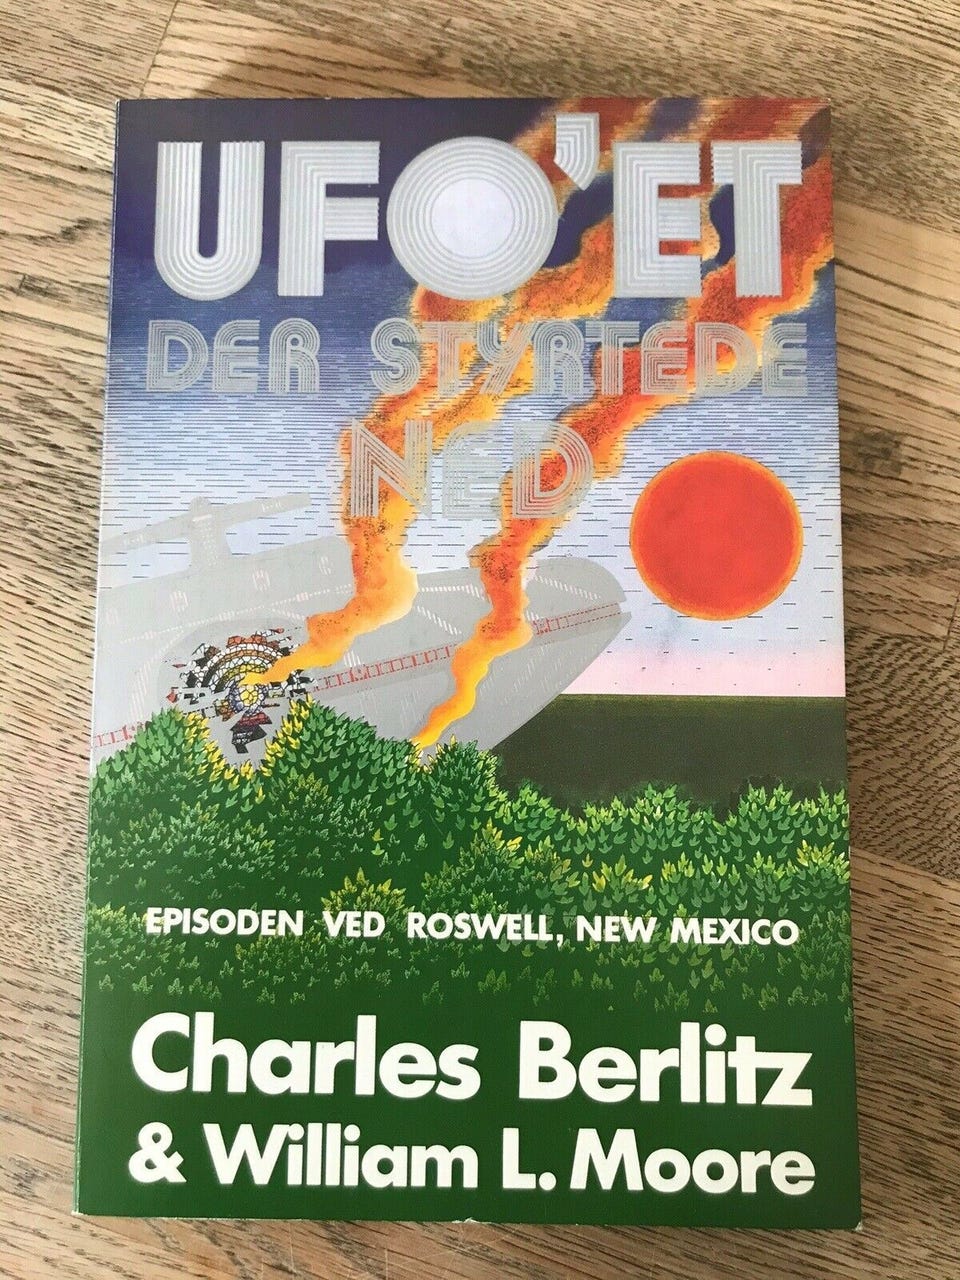 UFO'ET
DER STYRTEDE
NED
EPISODEN VED ROSWELL, NEW MEXICO
Charles Berlitz
& William L. Moore